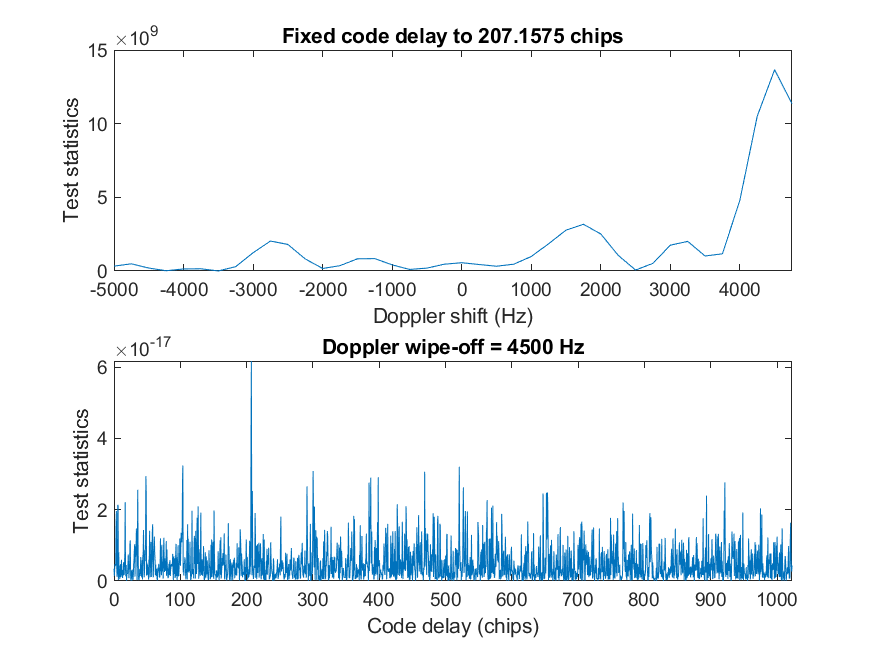 ×10^9
Fixed code delay to 207.1575 chips
15
10
5
0
Test statistics
-5000 -4000 -3000 -2000 -1000 0 1000 2000 3000 4000
Doppler shift (Hz)
×10^-17
Doppler wipe-off = 4500 Hz
6
4
2
0
Test statistics
0 100 200 300 400 500 600 700 800 900 1000
Code delay (chips)